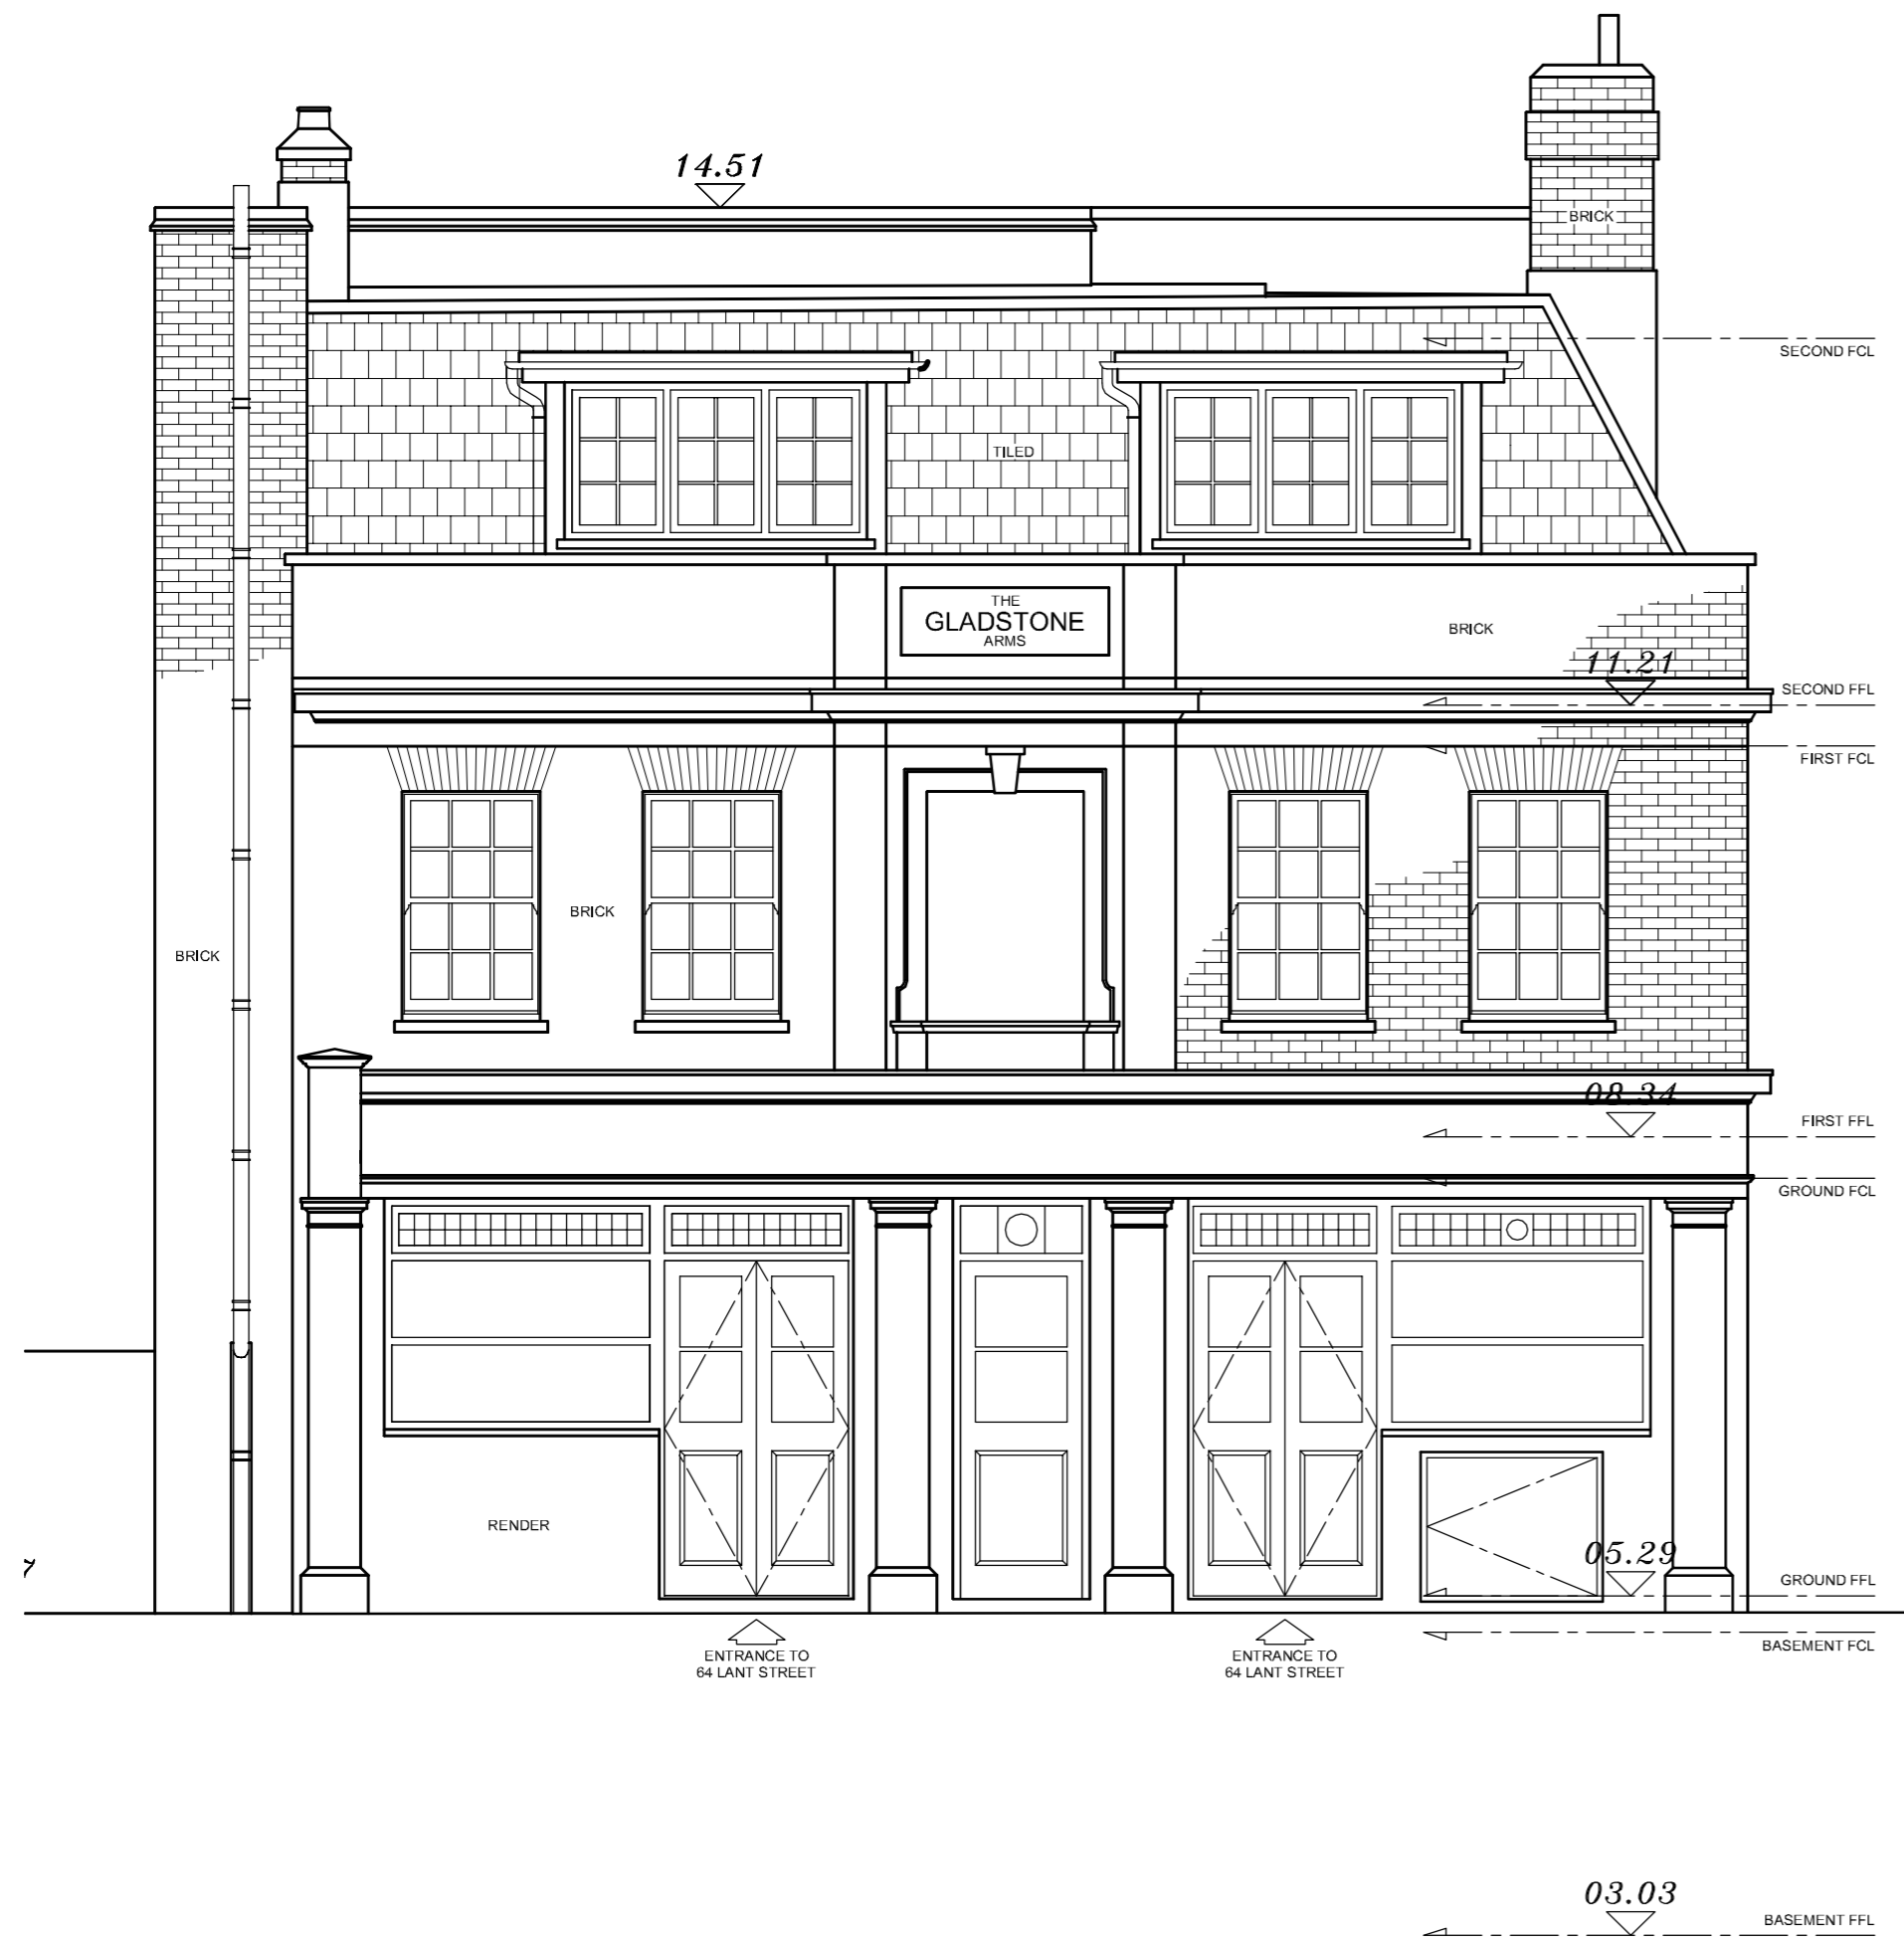 14.51
BRICK
SECOND FCL
TILED
THE
GLADSTONE
ARMS
BRICK
11.21
SECOND FFL
FIRST FCL
BRICK
BRICK
08.34
FIRST FFL
GROUND FCL
RENDER
05.29
GROUND FFL
ENTRANCE TO
64 LANT STREET
ENTRANCE TO
64 LANT STREET
BASEMENT FCL
03.03
BASEMENT FFL